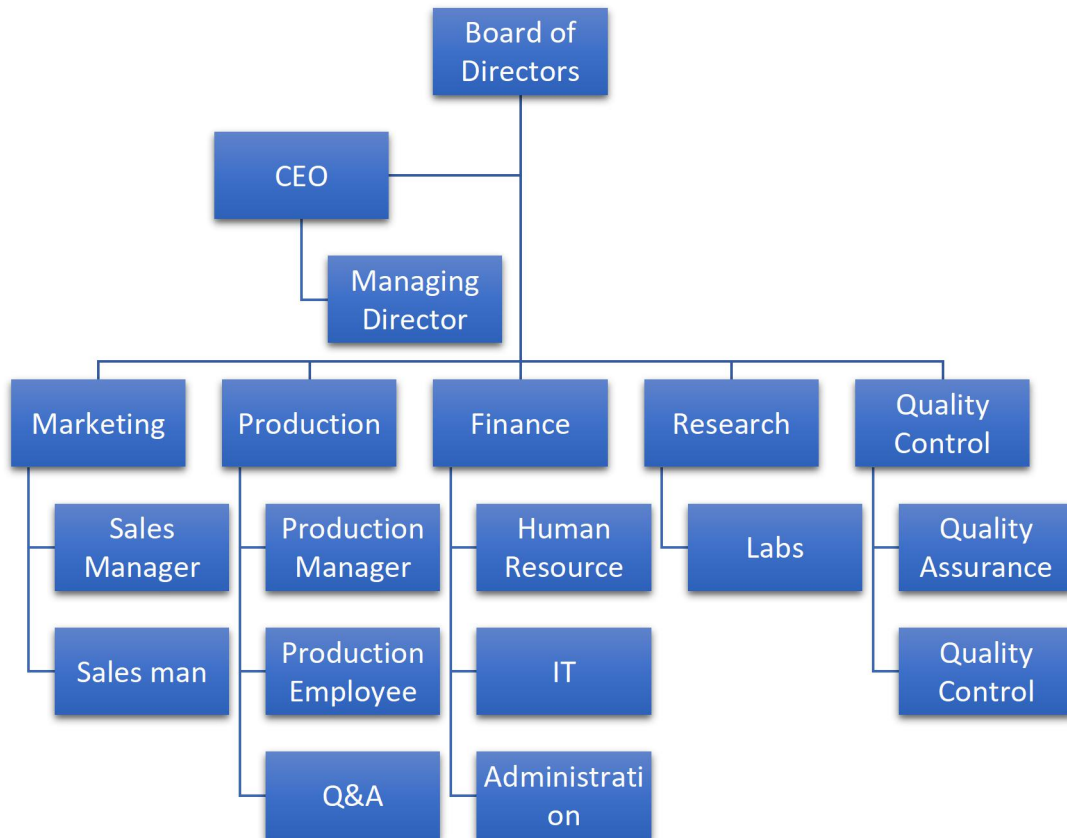 Board of
Directors
CEO
Managing
Director
Marketing
Production
Finance
Research
Quality
Control
Sales
Manager
Production
Manager
Human
Resource
Labs
Quality
Assurance
Sales man
Production
Employee
IT
Quality
Control
Q&A
Administrati
on